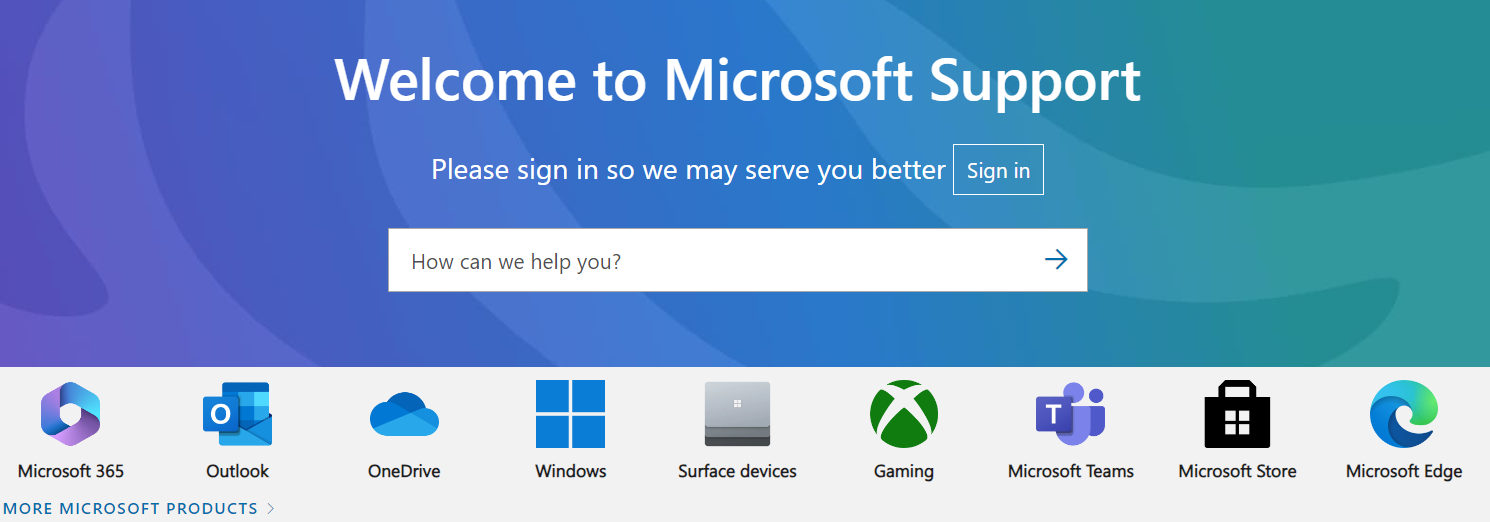 Welcome to Microsoft Support
Please sign in so we may serve you better Sign in
How can we help you?
O
T
Microsoft 365 Outlook OneDrive Windows Surface devices Gaming Microsoft Teams Microsoft Store Microsoft Edge
MORE MICROSOFT PRODUCTS >